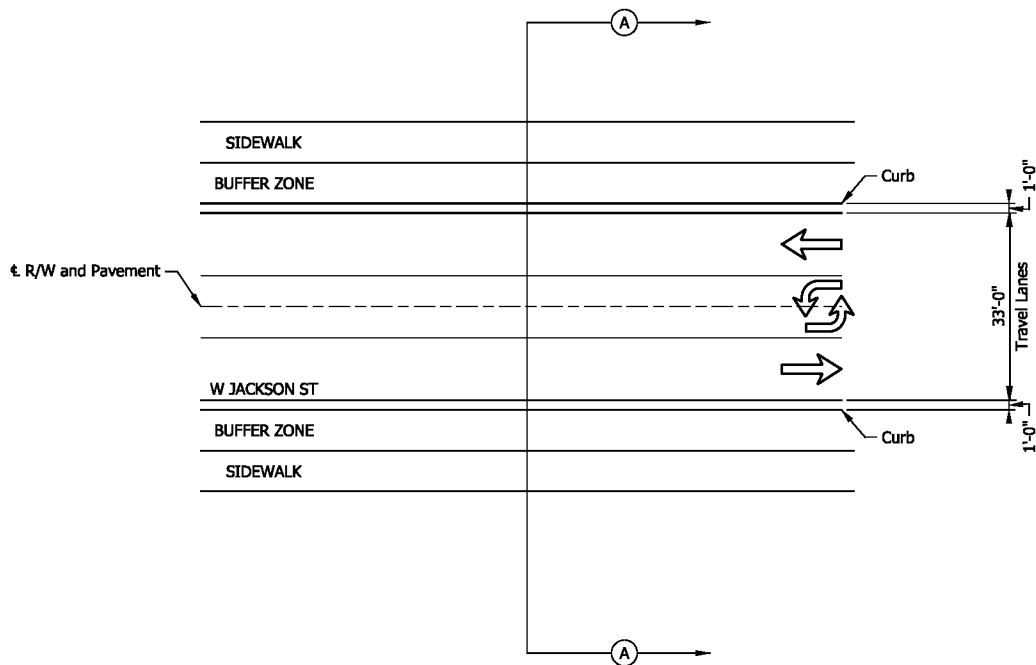 A
SIDEWALK
BUFFER ZONE
Curb
1'-0"
℄ R/W and Pavement
33'-0"
Travel Lanes
W JACKSON ST
BUFFER ZONE
Curb
1'-0"
SIDEWALK
A